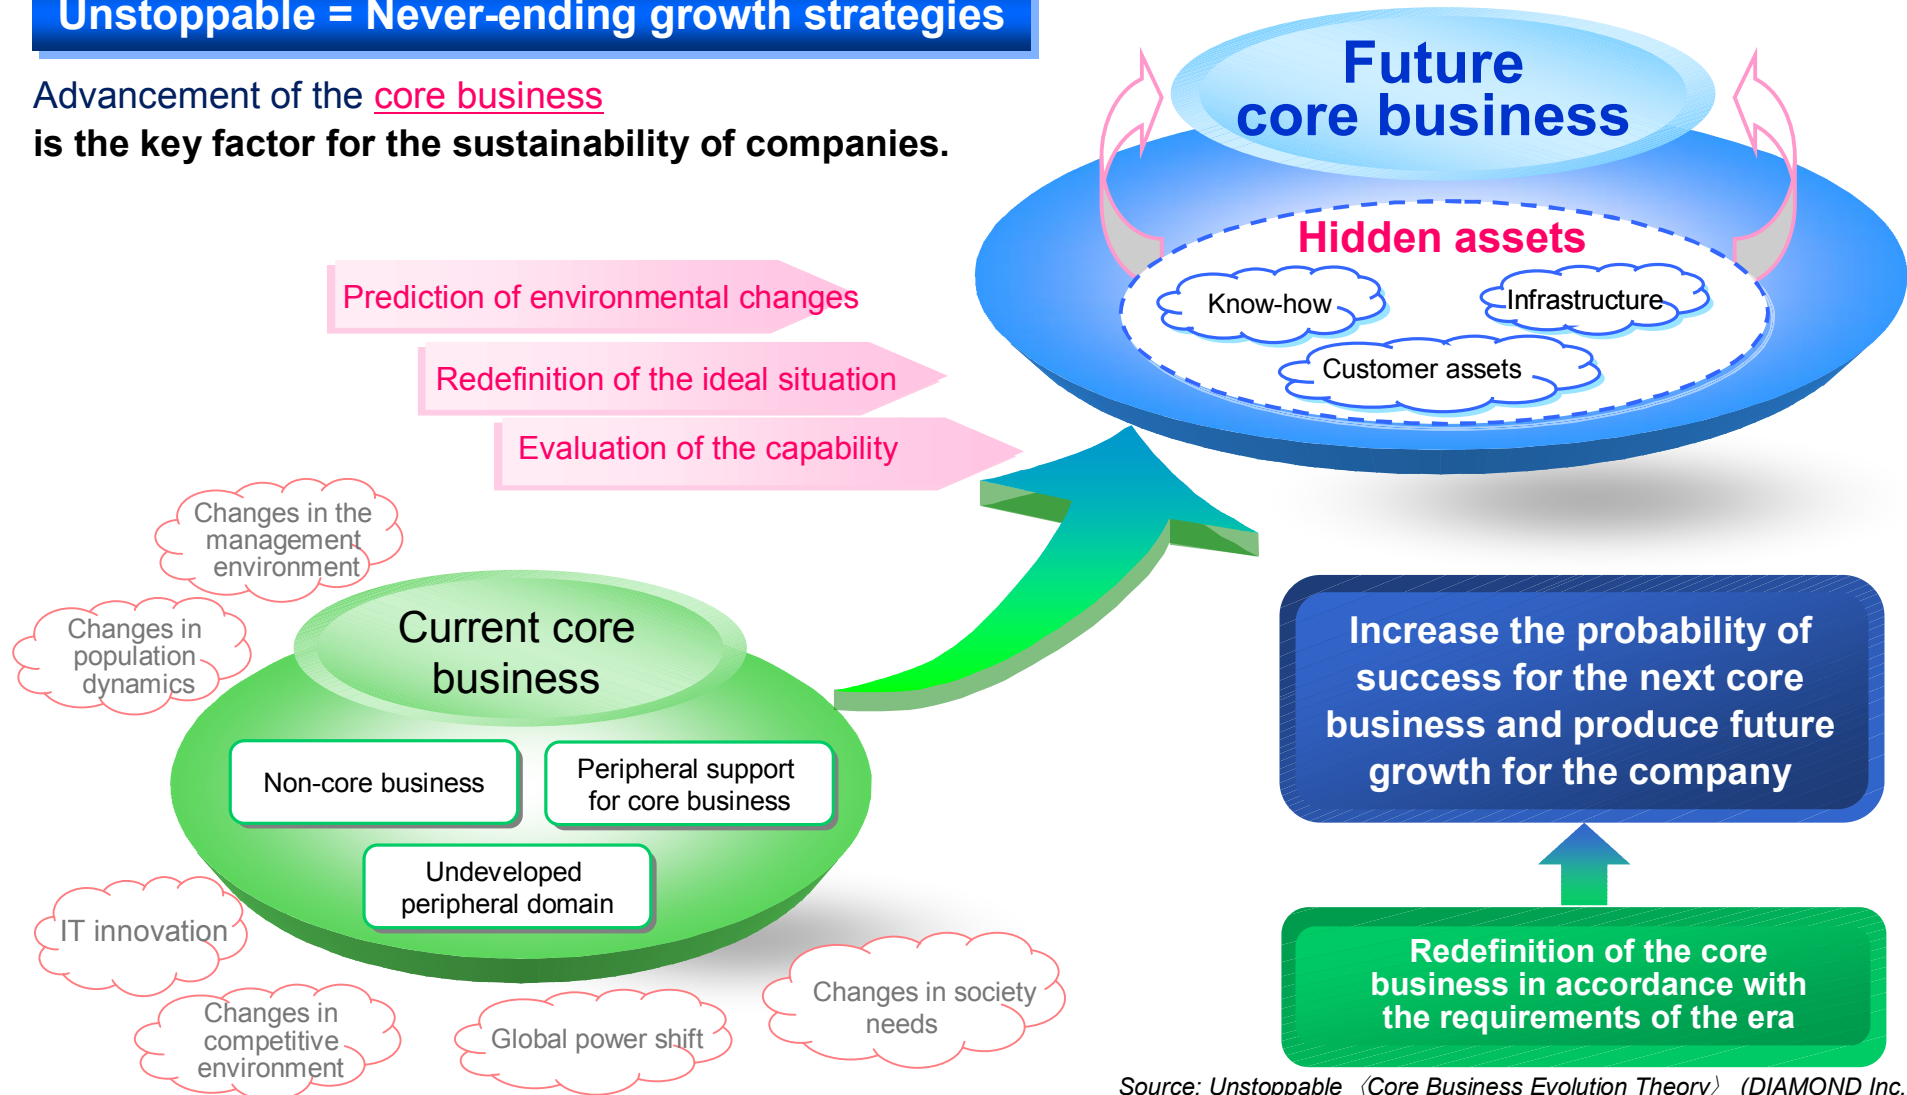 Unstoppable = Never-ending growth strategies
Advancement of the core business
is the key factor for the sustainability of companies.
Future
core business
Hidden assets
Know-how
Infrastructure
Customer assets
Prediction of environmental changes
Redefinition of the ideal situation
Evaluation of the capability
Changes in the
management
environment
Changes in
population
dynamics
Current core
business
Non-core business
Peripheral support
for core business
Undeveloped
peripheral domain
IT innovation
Changes in
competitive
environment
Global power shift
Changes in society
needs
Increase the probability of
success for the next core
business and produce future
growth for the company
Redefinition of the core
business in accordance with
the requirements of the era
Source: Unstoppable 〈Core Business Evolution Theory〉 (DIAMOND Inc.